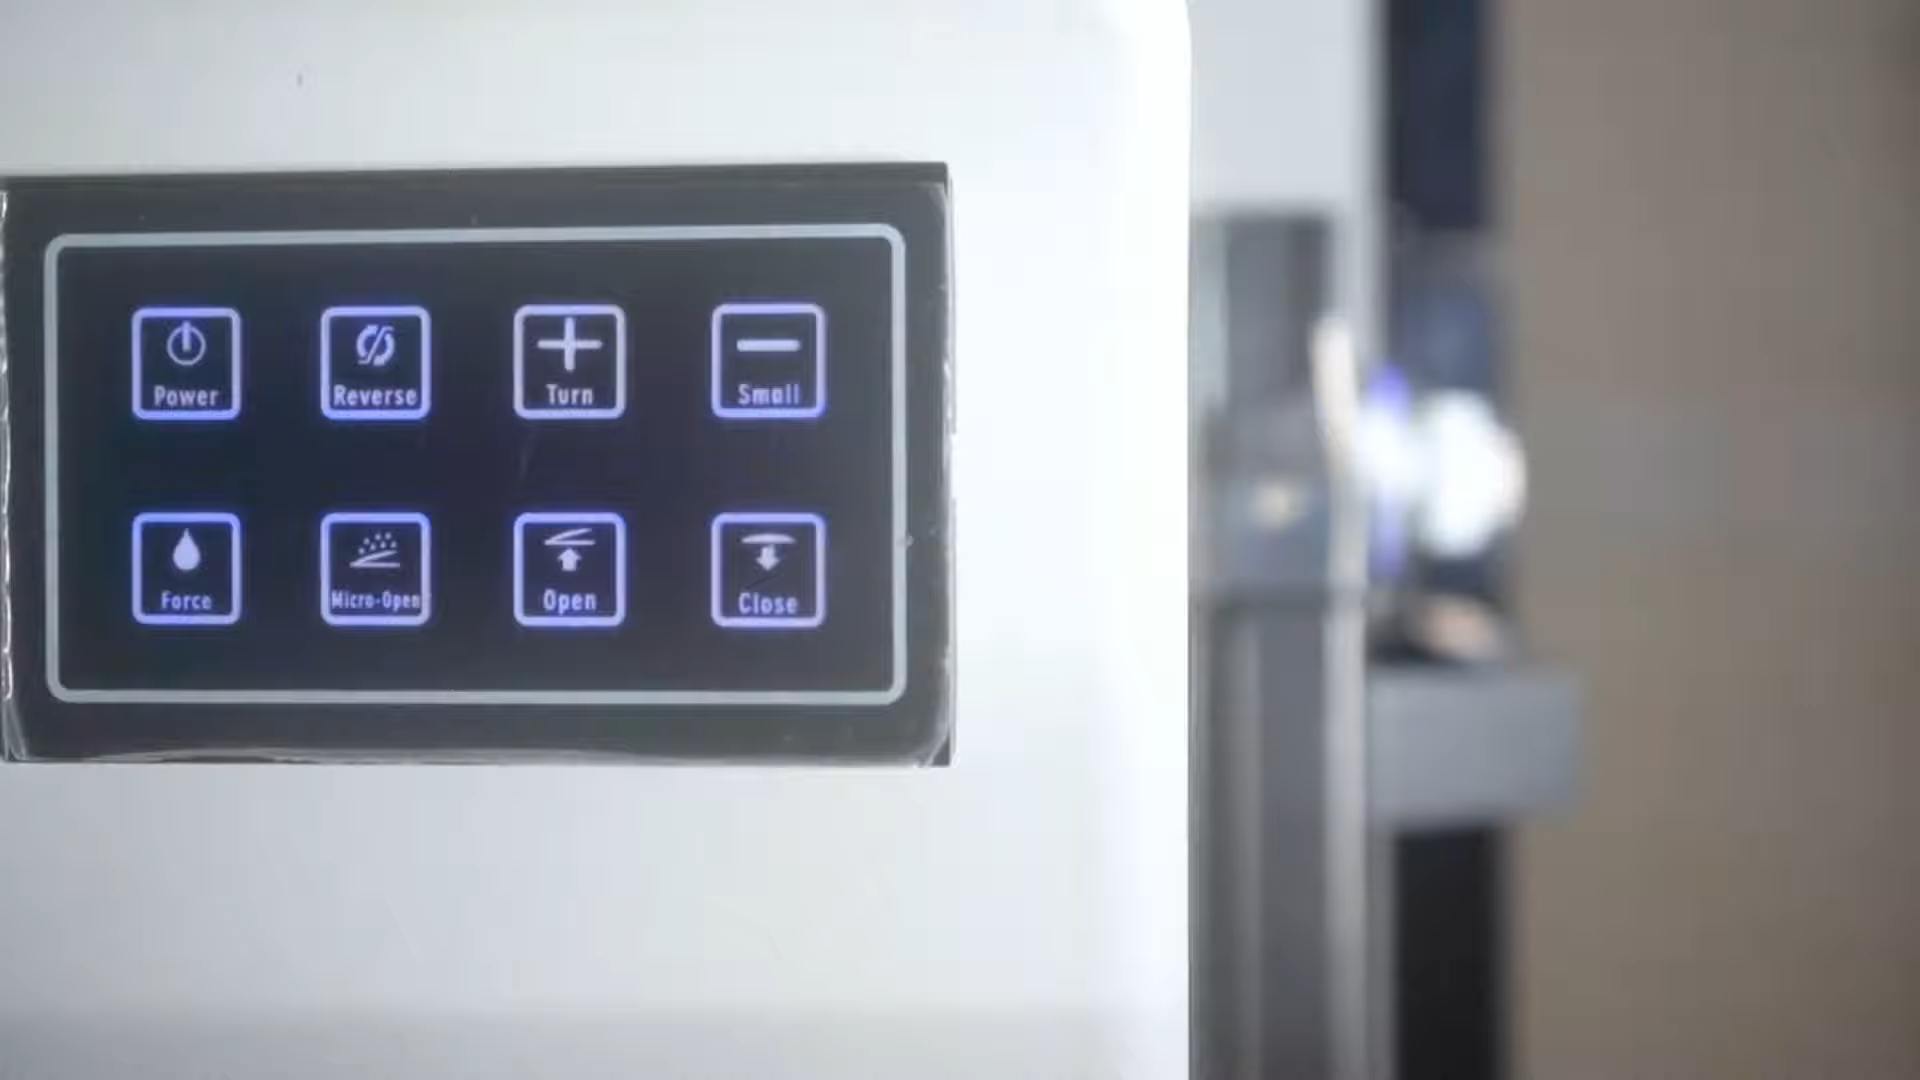 Power
Reverse
Turn
Small
Force
Micro-Open
Open
Close